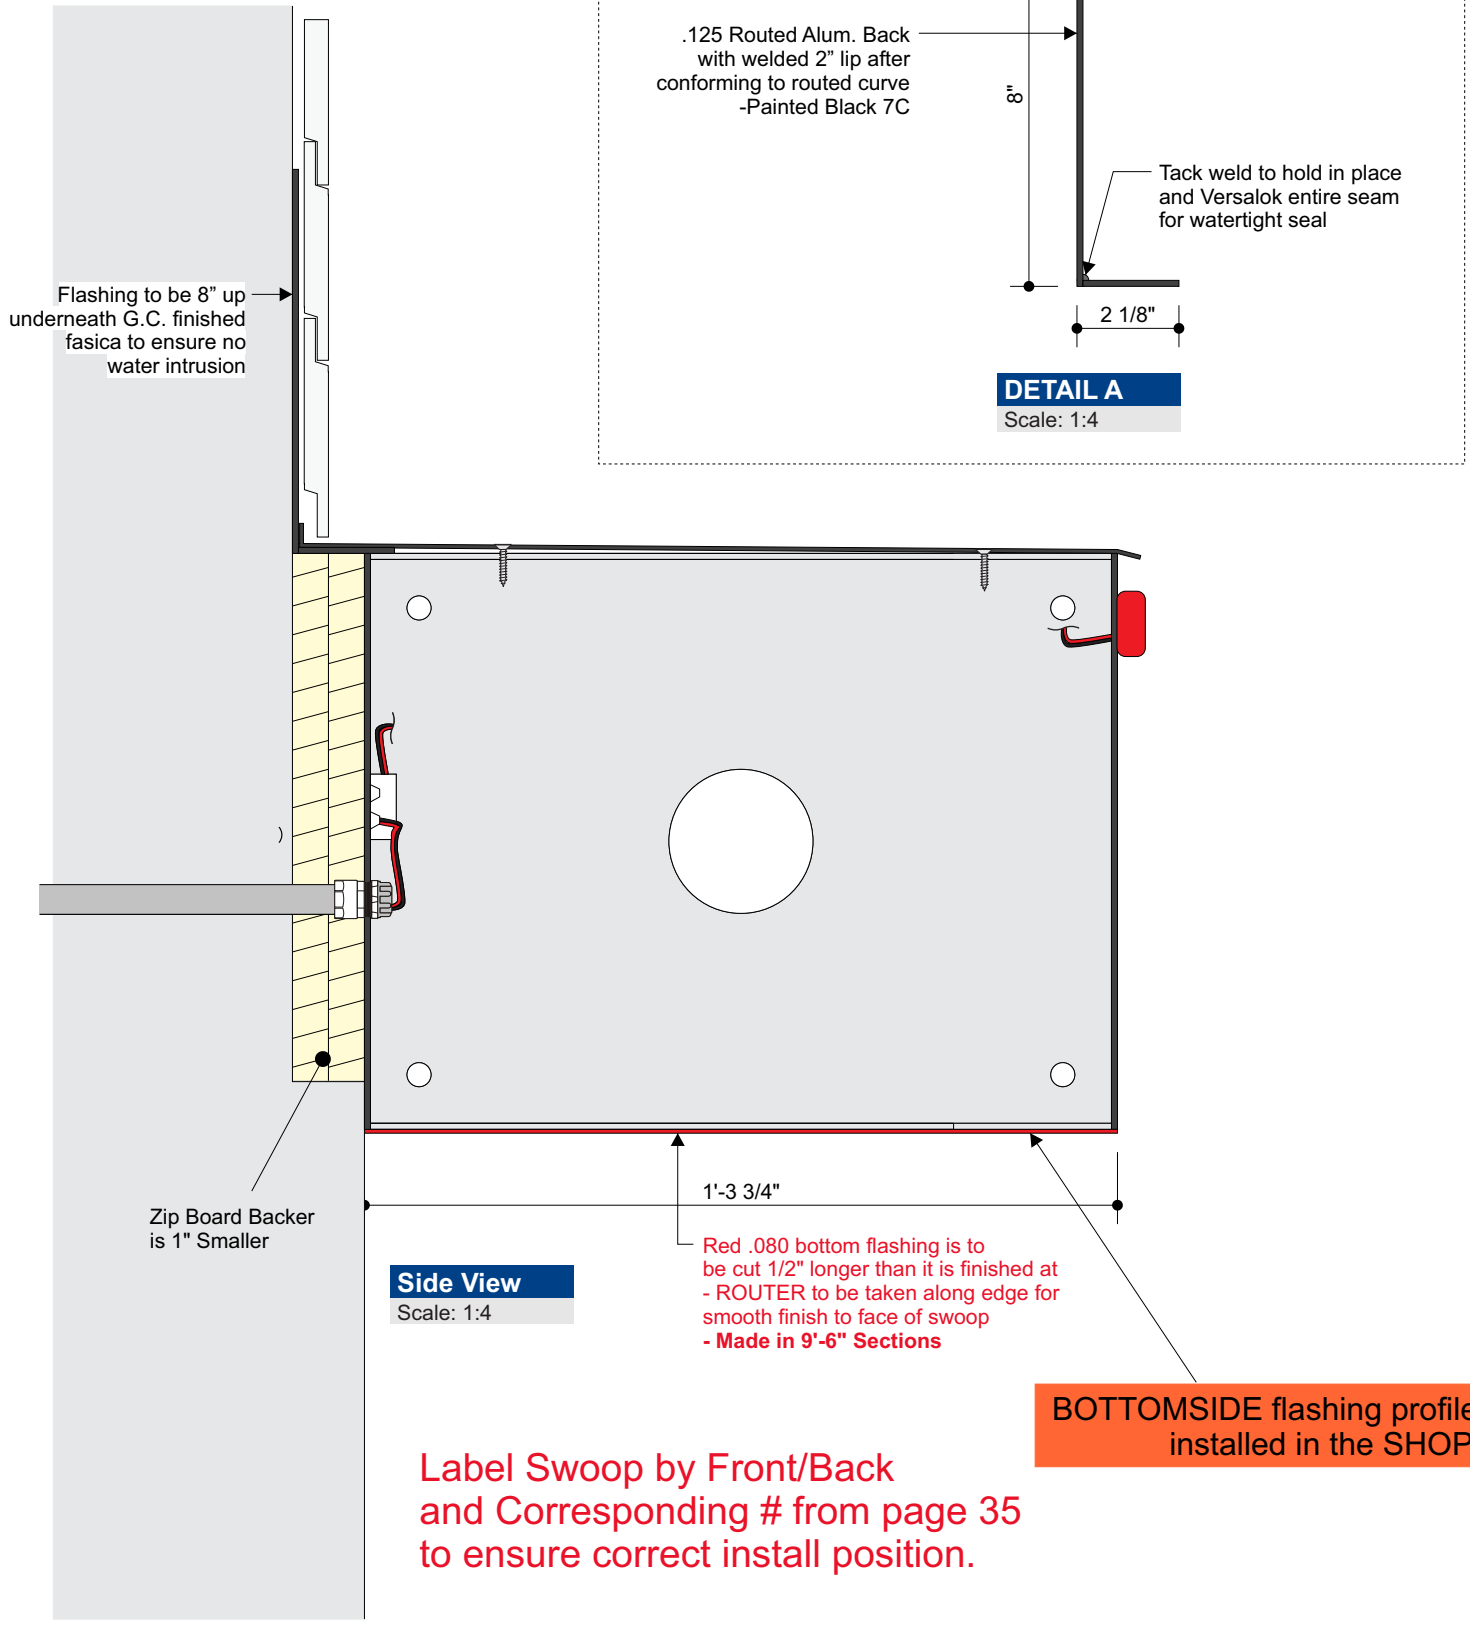 .125 Routed Alum. Back
with welded 2” lip after
conforming to routed curve
-Painted Black 7C
8"
Tack weld to hold in place
and Versalok entire seam
for watertight seal
2 1/8"
DETAIL A
Scale: 1:4
Flashing to be 8” up
underneath G.C. finished
fasica to ensure no
water intrusion
Zip Board Backer
is 1" Smaller
1'-3 3/4"
Side View
Scale: 1:4
Red .080 bottom flashing is to
be cut 1/2" longer than it is finished at
- ROUTER to be taken along edge for
smooth finish to face of swoop
- Made in 9'-6" Sections
BOTTOMSIDE flashing profile
installed in the SHOP
Label Swoop by Front/Back
and Corresponding # from page 35
to ensure correct install position.